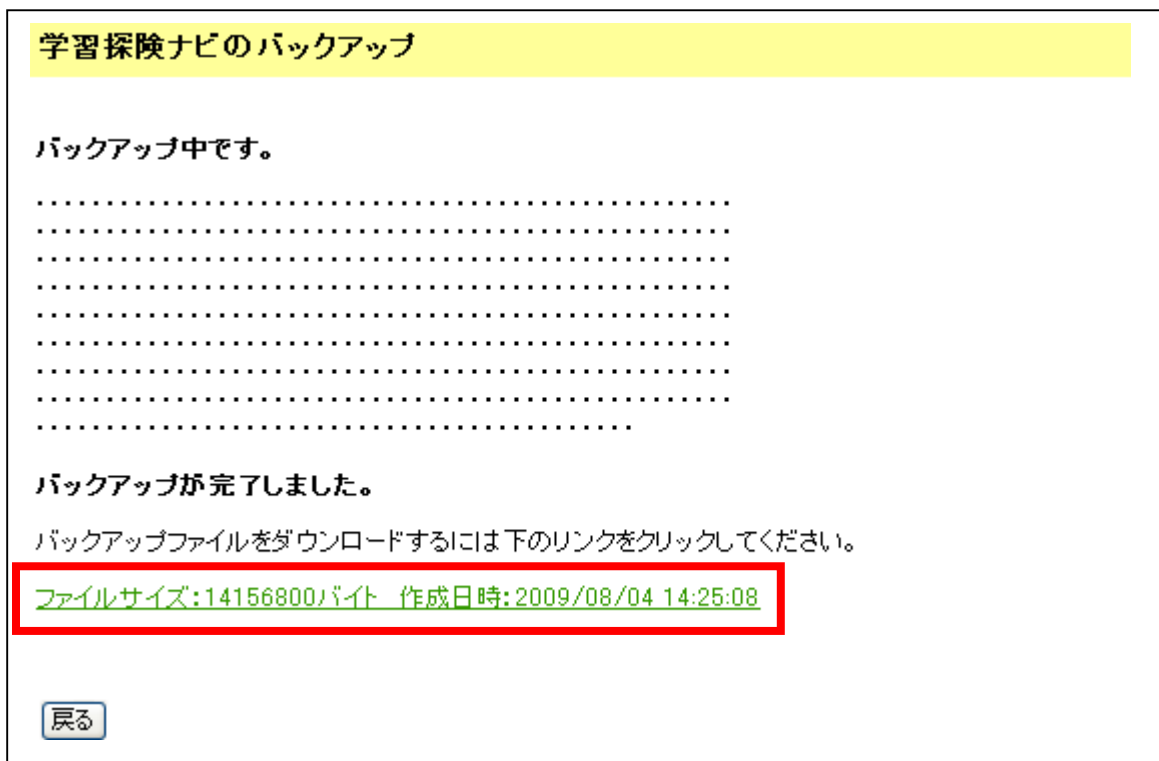 学習探険ナビのバックアップ
バックアップ中です。
..................................................
..................................................
..................................................
..................................................
..................................................
..................................................
..................................................
..................................................
...........................................
バックアップが完了しました。
バックアップファイルをダウンロードするには下のリンクをクリックしてください。
ファイルサイズ:14156800バイト 作成日時:2009/08/04 14:25:08
戻る